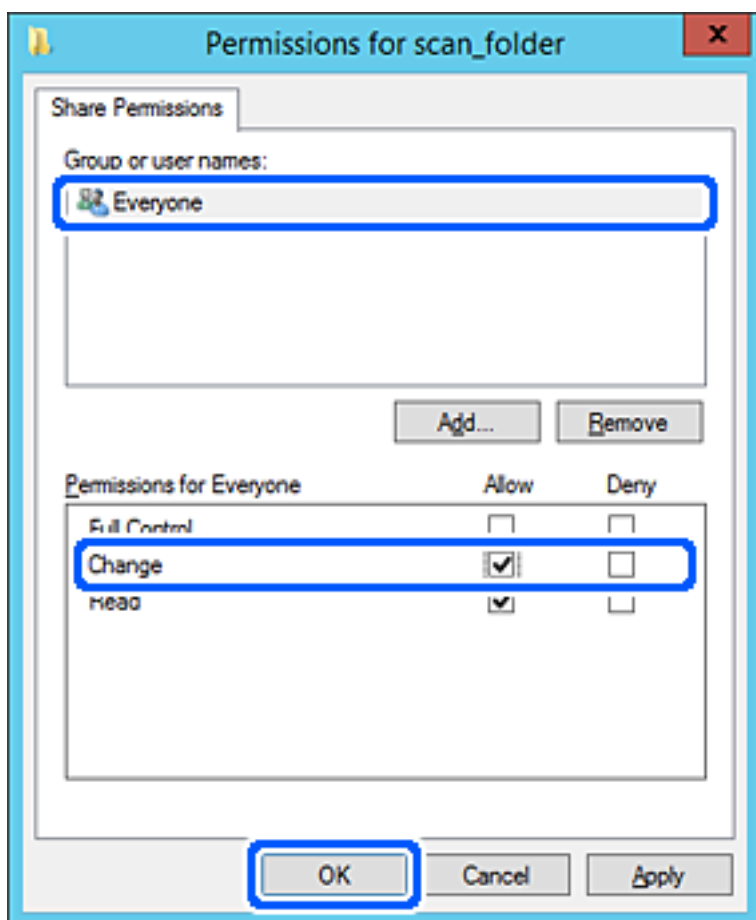 Permissions for scan_folder
x
Share Permissions
Group or user names:
Everyone
Add... Remove
Permissions for Everyone Allow Deny
Full Control
Change
Read
OK Cancel Apply